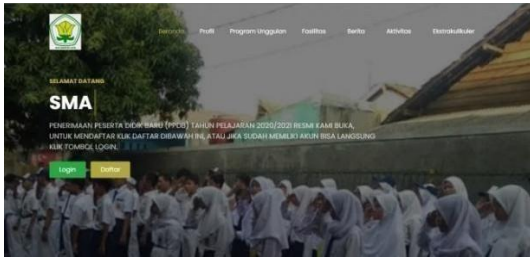 Beranda Profil Program Unggulan Fasilitas Berita Aktivitas Ekstrakulikuler
SELAMAT DATANG
SMA
PENERIMAAN PESERTA DIDIK BARU (PPDB) TAHUN PELAJARAN 2020/2021 RESMI KAMI BUKA,
UNTUK MENDAFTAR KLIK DAFTAR DIBAWAH INI, ATAU JIKA SUDAH MEMILIKI AKUN BISA LANGSUNG
KLIK TOMBOL LOGIN.
Login Daftar